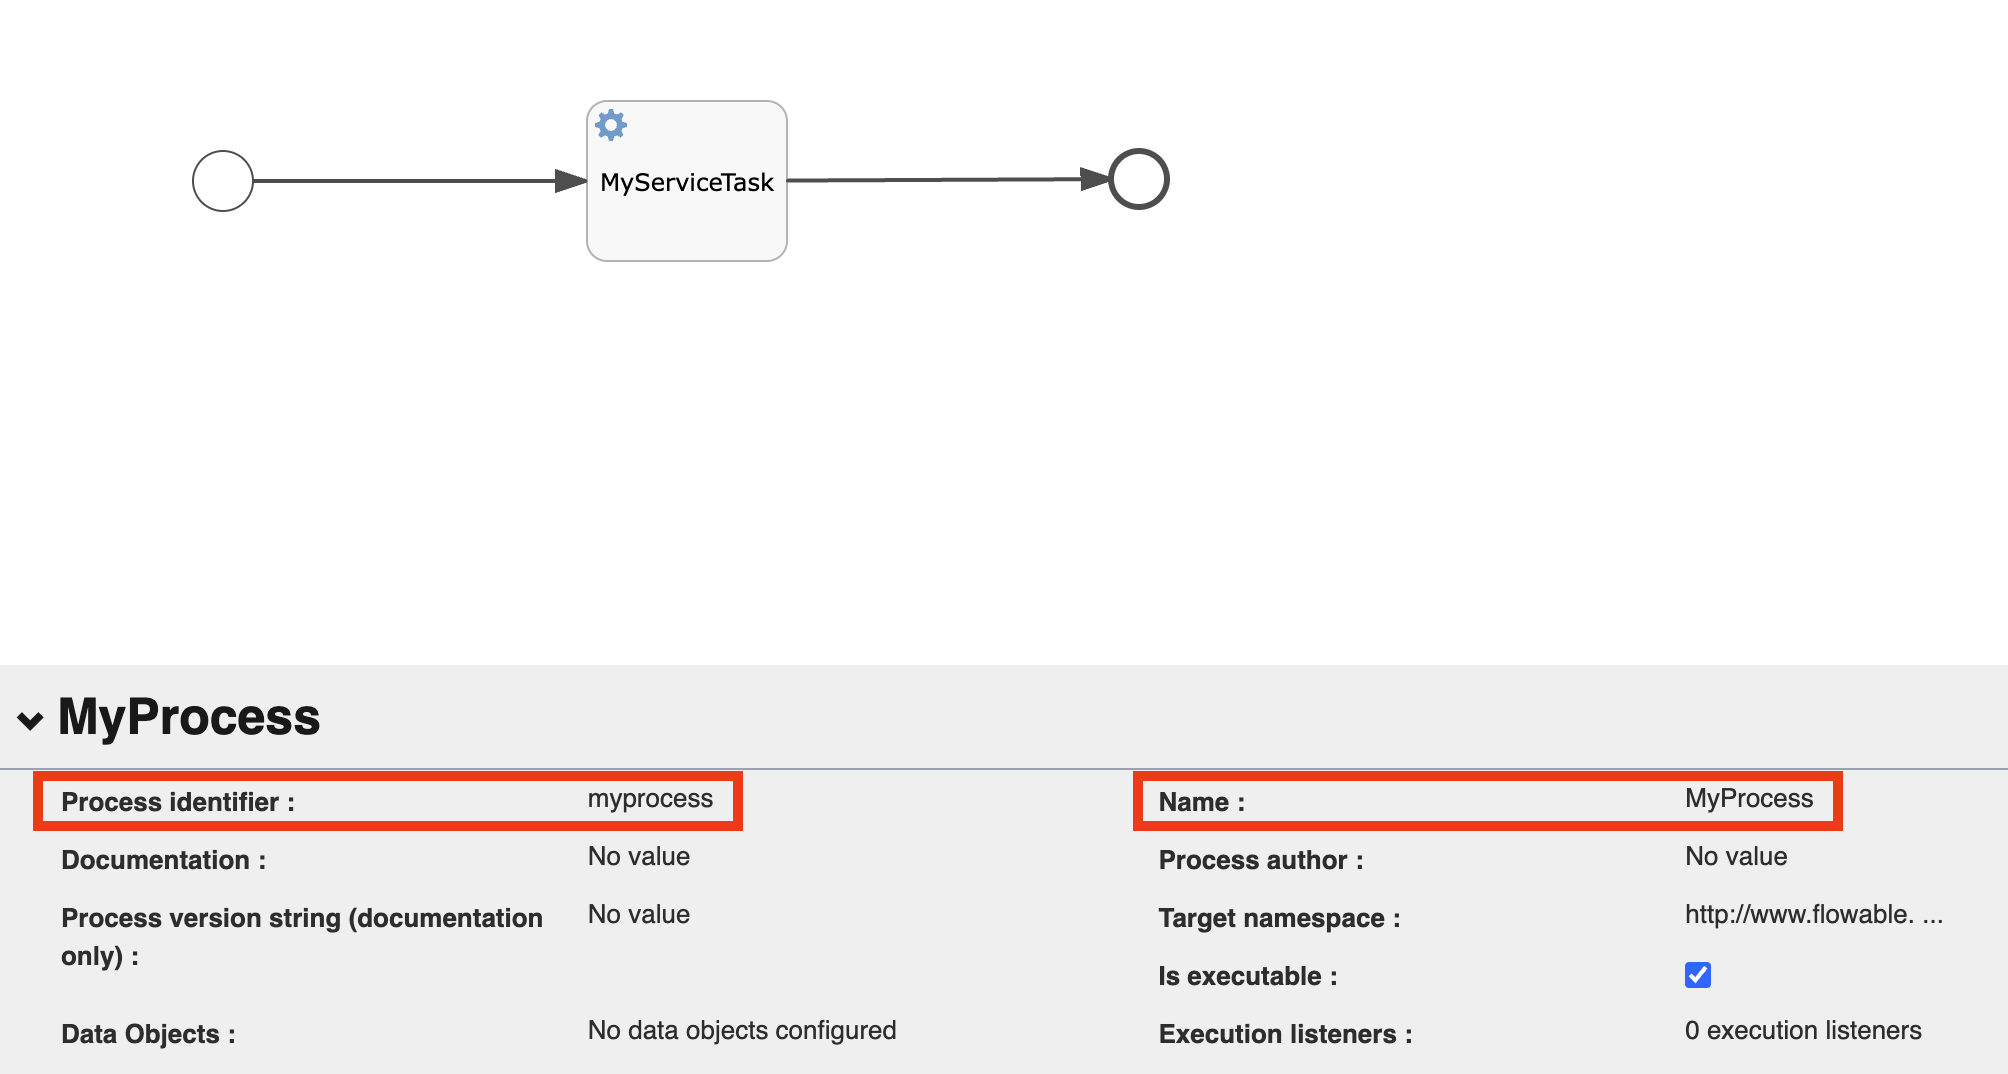 MyServiceTask
MyProcess
Process identifier : myprocess
Name : MyProcess
Documentation : No value
Process author : No value
Process version string (documentation only) : No value
Target namespace : http://www.flowable. ...
Is executable :
Data Objects : No data objects configured
Execution listeners : 0 execution listeners